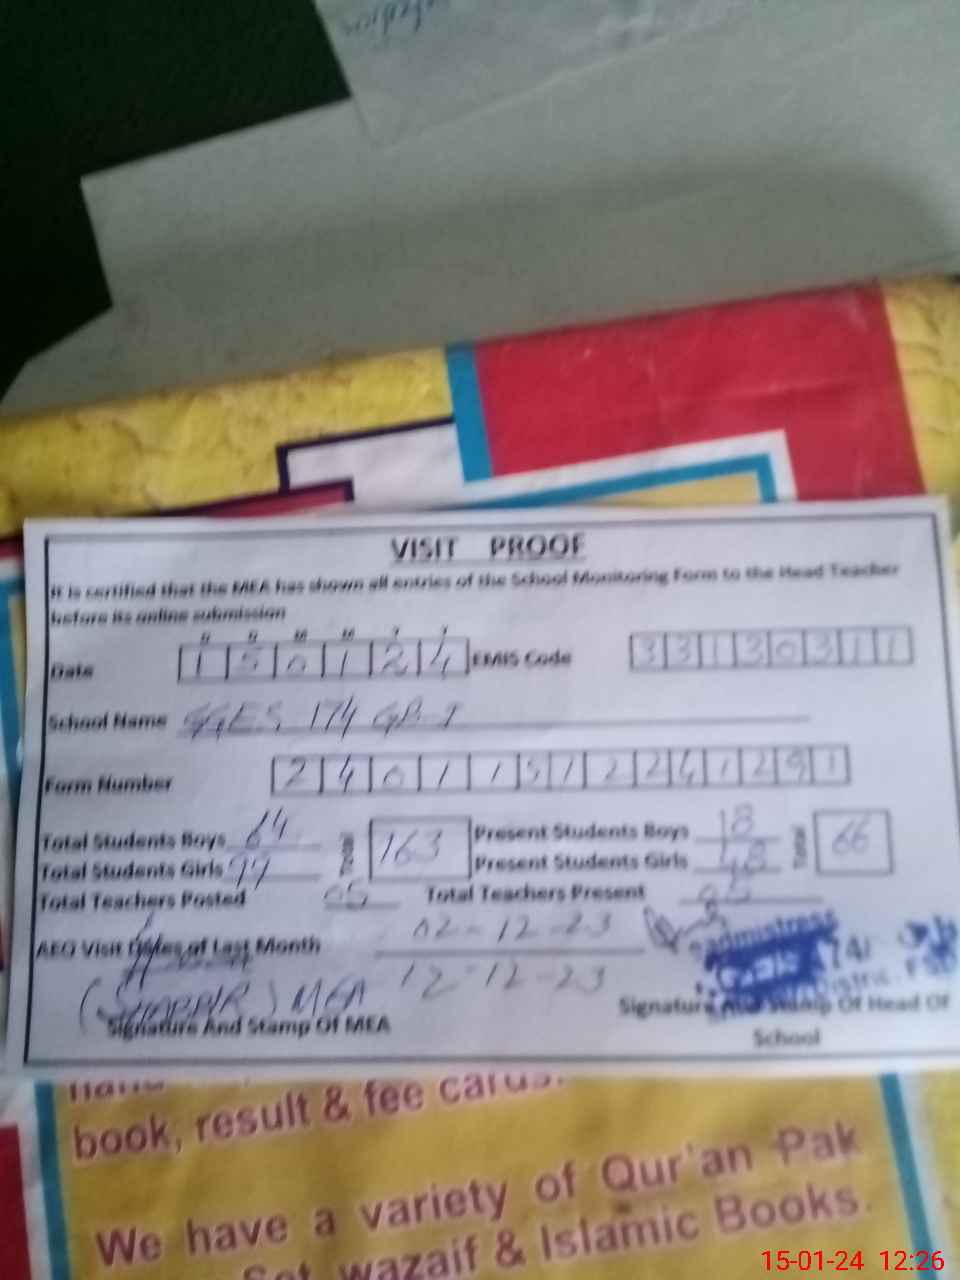 VISIT PROOF
It is certified that the MEA has shown all entries of the School Monitoring Form to the Head Teacher
before its online submission
D D M M Y Y
Date 1 5 0 1 2 4 EMIS Code 3 3 1 3 0 3 1 1
School Name GGES 174 GB I
Form Number 2 4 0 1 1 5 1 2 2 4 1 2 9 1
Total Students Boys 64 Total 163 Present Students Boys 18 Total 66
Total Students Girls 99 Present Students Girls 48
Total Teachers Posted 05 Total Teachers Present 05
AEO Visit Dates of Last Month 02-12-23
12-12-23
(SHABBIR) MEA
Signature And Stamp Of MEA
Signature And Stamp Of Head Of
School
book, result & fee cards.
We have a variety of Qur'an Pak
Set, wazaif & Islamic Books.
15-01-24 12:26